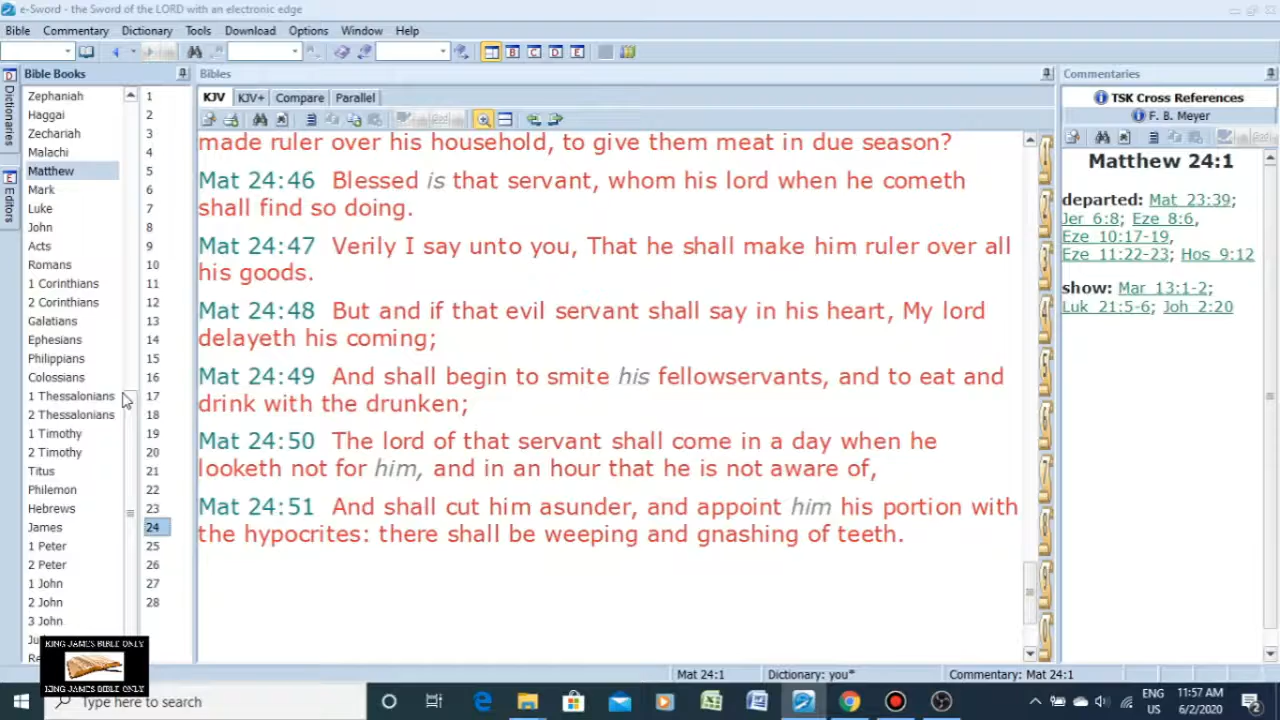 e-Sword - the Sword of the LORD with an electronic edge
Bible Commentary Dictionary Tools Download Options Window Help
B C D E
Dictionaries
Editors
Bible Books
Zephaniah
Haggai
Zechariah
Malachi
Matthew
Mark
Luke
John
Acts
Romans
1 Corinthians
2 Corinthians
Galatians
Ephesians
Philippians
Colossians
1 Thessalonians
2 Thessalonians
1 Timothy
2 Timothy
Titus
Philemon
Hebrews
James
1 Peter
2 Peter
1 John
2 John
3 John
1
2
3
4
5
6
7
8
9
10
11
12
13
14
15
16
17
18
19
20
21
22
23
24
25
26
27
28
Bibles
KJV KJV+ Compare Parallel
made ruler over his household, to give them meat in due season?
Mat 24:46 Blessed is that servant, whom his lord when he cometh
shall find so doing.
Mat 24:47 Verily I say unto you, That he shall make him ruler over all
his goods.
Mat 24:48 But and if that evil servant shall say in his heart, My lord
delayeth his coming;
Mat 24:49 And shall begin to smite his fellowservants, and to eat and
drink with the drunken;
Mat 24:50 The lord of that servant shall come in a day when he
looketh not for him, and in an hour that he is not aware of,
Mat 24:51 And shall cut him asunder, and appoint him his portion with
the hypocrites: there shall be weeping and gnashing of teeth.
1
2
3
4
5
6
7
8
9
0
Commentaries
TSK Cross References
F. B. Meyer
Matthew 24:1
departed: Mat 23:39;
Jer 6:8; Eze 8:6,
Eze 10:17-19,
Eze 11:22-23; Hos 9:12
show: Mar 13:1-2;
Luk 21:5-6; Joh 2:20
Mat 24:1 Dictionary: you* Commentary: Mat 24:1
KING JAMES BIBLE ONLY
KING JAMES BIBLE ONLY
Type here to search
ENG
US
11:57 AM
6/2/2020
2